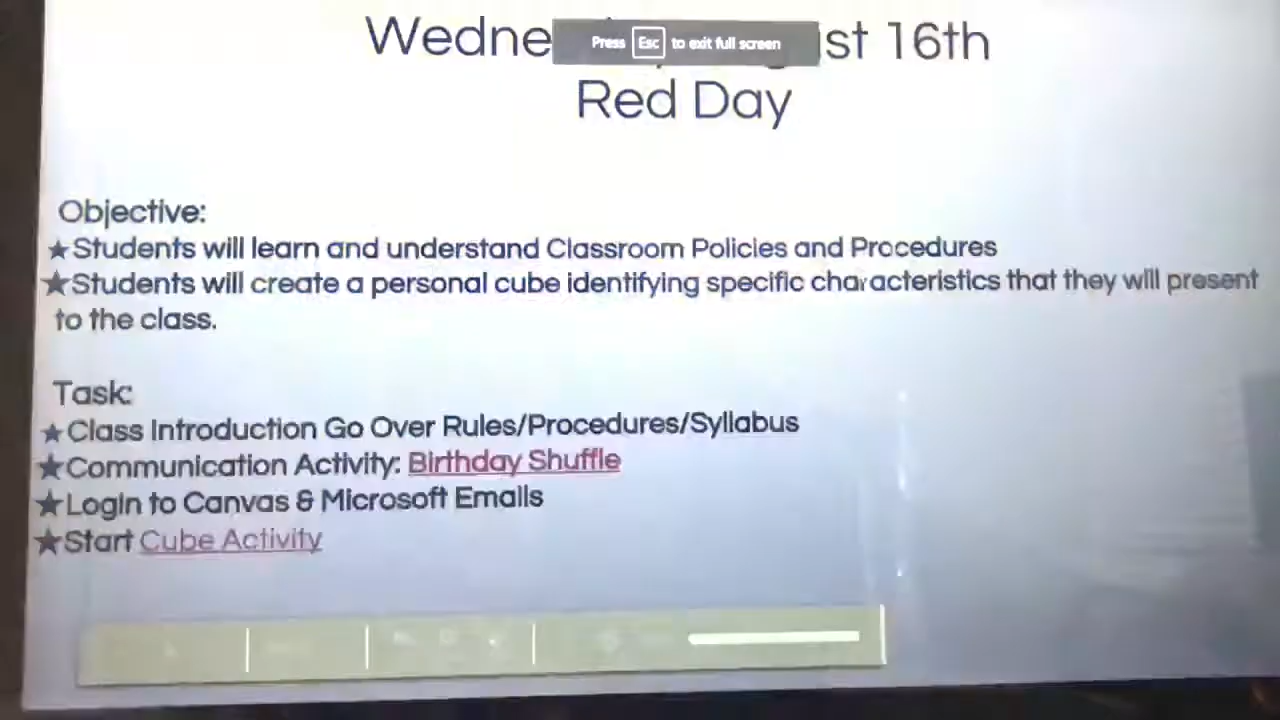 Wedne st 16th
Press Esc to exit full screen
Red Day
Objective:
★Students will learn and understand Classroom Policies and Procedures
★Students will create a personal cube identifying specific characteristics that they will present
to the class.
Task:
★Class Introduction Go Over Rules/Procedures/Syllabus
★Communication Activity: Birthday Shuffle
★Login to Canvas & Microsoft Emails
★Start Cube Activity